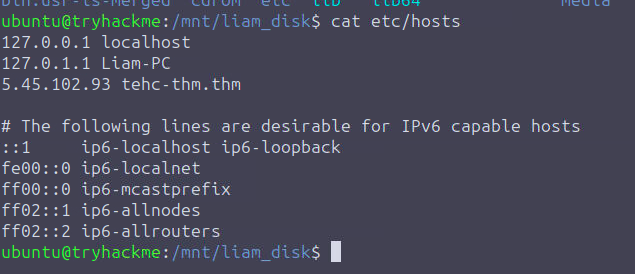 bin.usr-is-merged cdrom etc lib lib64 media
ubuntu@tryhackme:/mnt/liam_disk$ cat etc/hosts
127.0.0.1 localhost
127.0.1.1 Liam-PC
5.45.102.93 tehc-thm.thm
# The following lines are desirable for IPv6 capable hosts
::1     ip6-localhost ip6-loopback
fe00::0 ip6-localnet
ff00::0 ip6-mcastprefix
ff02::1 ip6-allnodes
ff02::2 ip6-allrouters
ubuntu@tryhackme:/mnt/liam_disk$